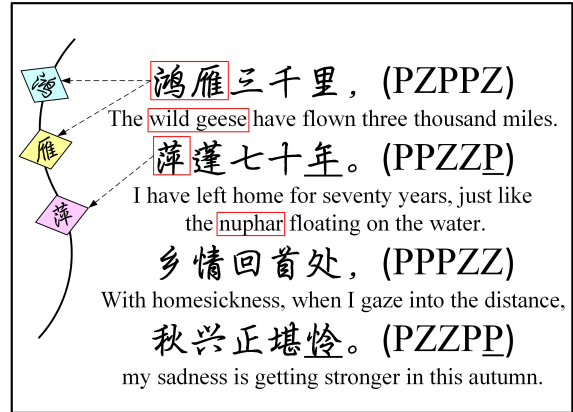 鸿
雁
萍
鸿雁三千里，(PZPPZ)
The wild geese have flown three thousand miles.
萍蓬七十年。(PPZZP)
I have left home for seventy years, just like
the nuphar floating on the water.
乡情回首处，(PPPZZ)
With homesickness, when I gaze into the distance,
秋兴正堪怜。(PZZPP)
my sadness is getting stronger in this autumn.